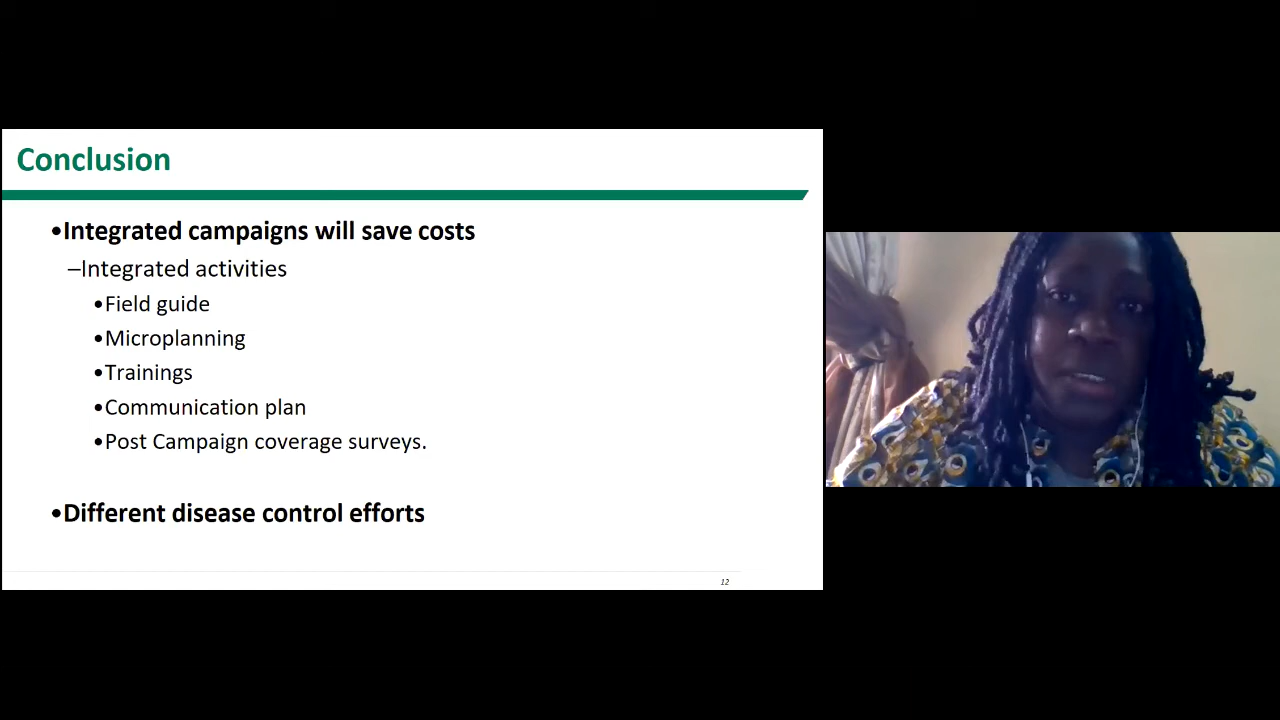 Conclusion
•Integrated campaigns will save costs
–Integrated activities
•Field guide
•Microplanning
•Trainings
•Communication plan
•Post Campaign coverage surveys.
•Different disease control efforts
12